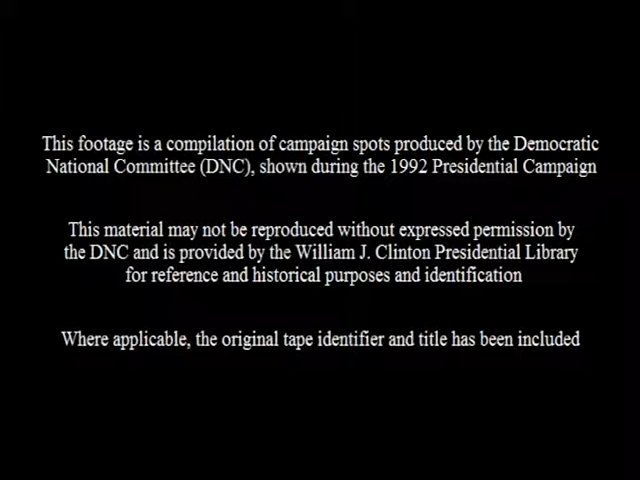 This footage is a compilation of campaign spots produced by the Democratic
National Committee (DNC), shown during the 1992 Presidential Campaign
This material may not be reproduced without expressed permission by
the DNC and is provided by the William J. Clinton Presidential Library
for reference and historical purposes and identification
Where applicable, the original tape identifier and title has been included